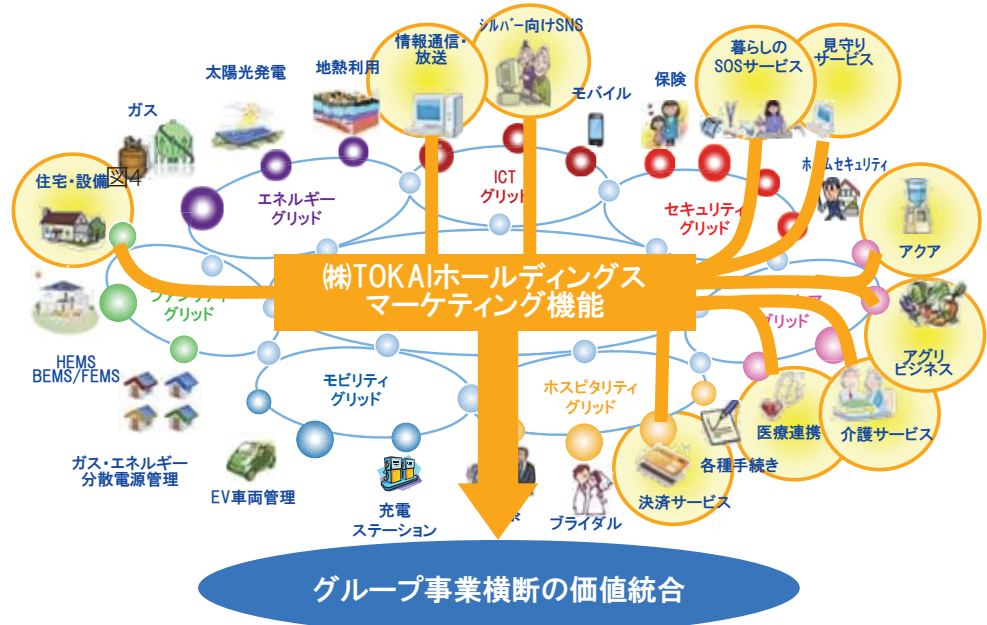 シルバー向けSNS
情報通信・
放送
暮らしの
SOSサービス
見守り
サービス
太陽光発電
地熱利用
モバイル
保険
ガス
住宅・設備
図4
エネルギー
グリッド
ICT
グリッド
セキュリティ
グリッド
ホームセキュリティ
アクア
㈱TOKAIホールディングス
マーケティング機能
グリッド
グリッド
アグリ
ビジネス
HEMS
BEMS/FEMS
モビリティ
グリッド
ホスピタリティ
グリッド
医療連携
介護サービス
ガス・エネルギー
分散電源管理
EV車両管理
充電
ステーション
ブライダル
各種手続き
決済サービス
グループ事業横断の価値統合